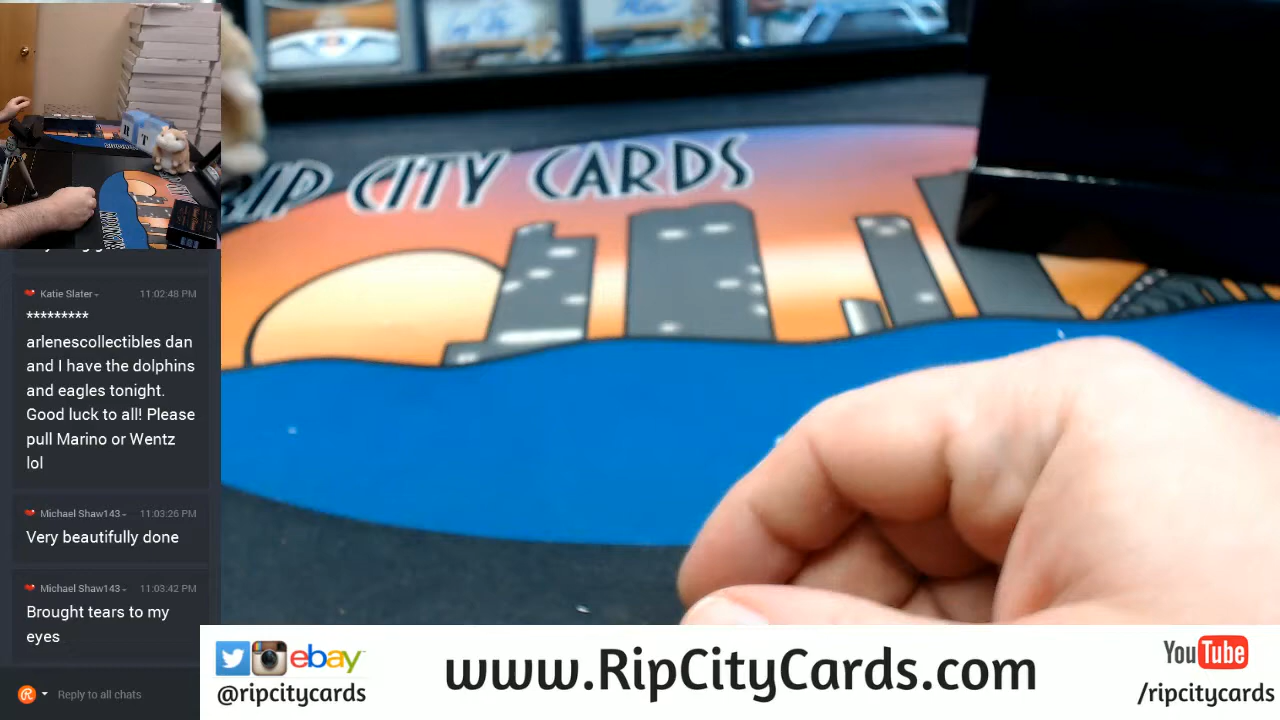 RIP CITY CARDS
Katie Slater 11:02:48 PM
*********
arlenescollectibles dan
and I have the dolphins
and eagles tonight.
Good luck to all! Please
pull Marino or Wentz
lol
Michael Shaw143 11:03:26 PM
Very beautifully done
Michael Shaw143 11:03:42 PM
Brought tears to my
eyes
Reply to all chats
ebay
@ripcitycards
www.RipCityCards.com
YouTube
/ripcitycards